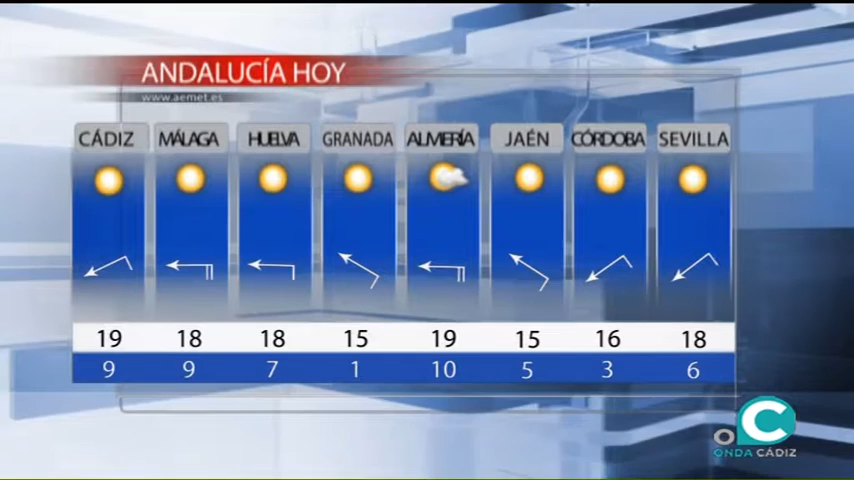 ANDALUCÍA HOY
www.aemet.es
CÁDIZ MÁLAGA HUELVA GRANADA ALMERÍA JAÉN CÓRDOBA SEVILLA
19 18 18 15 19 15 16 18
9 9 7 1 10 5 3 6
O C
ONDA CÁDIZ